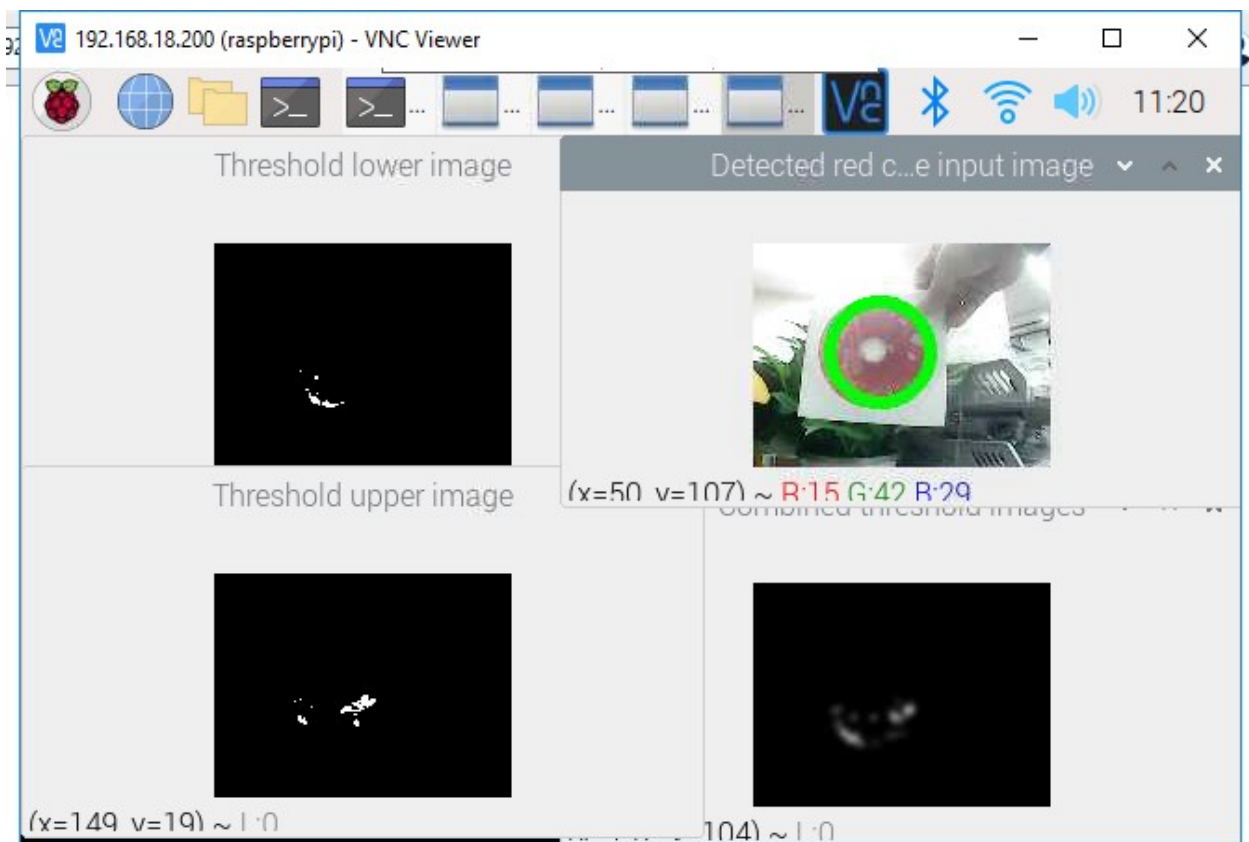 192.168.18.200 (raspberrypi) - VNC Viewer
>_ >_ ... ... ... ... ... 11:20
Threshold lower image
Detected red c...e input image
(x=50, y=107) ~ R:15 G:42 B:29
Threshold upper image
Combined threshold images
(x=149, y=19) ~ L:0
104) ~ L:0